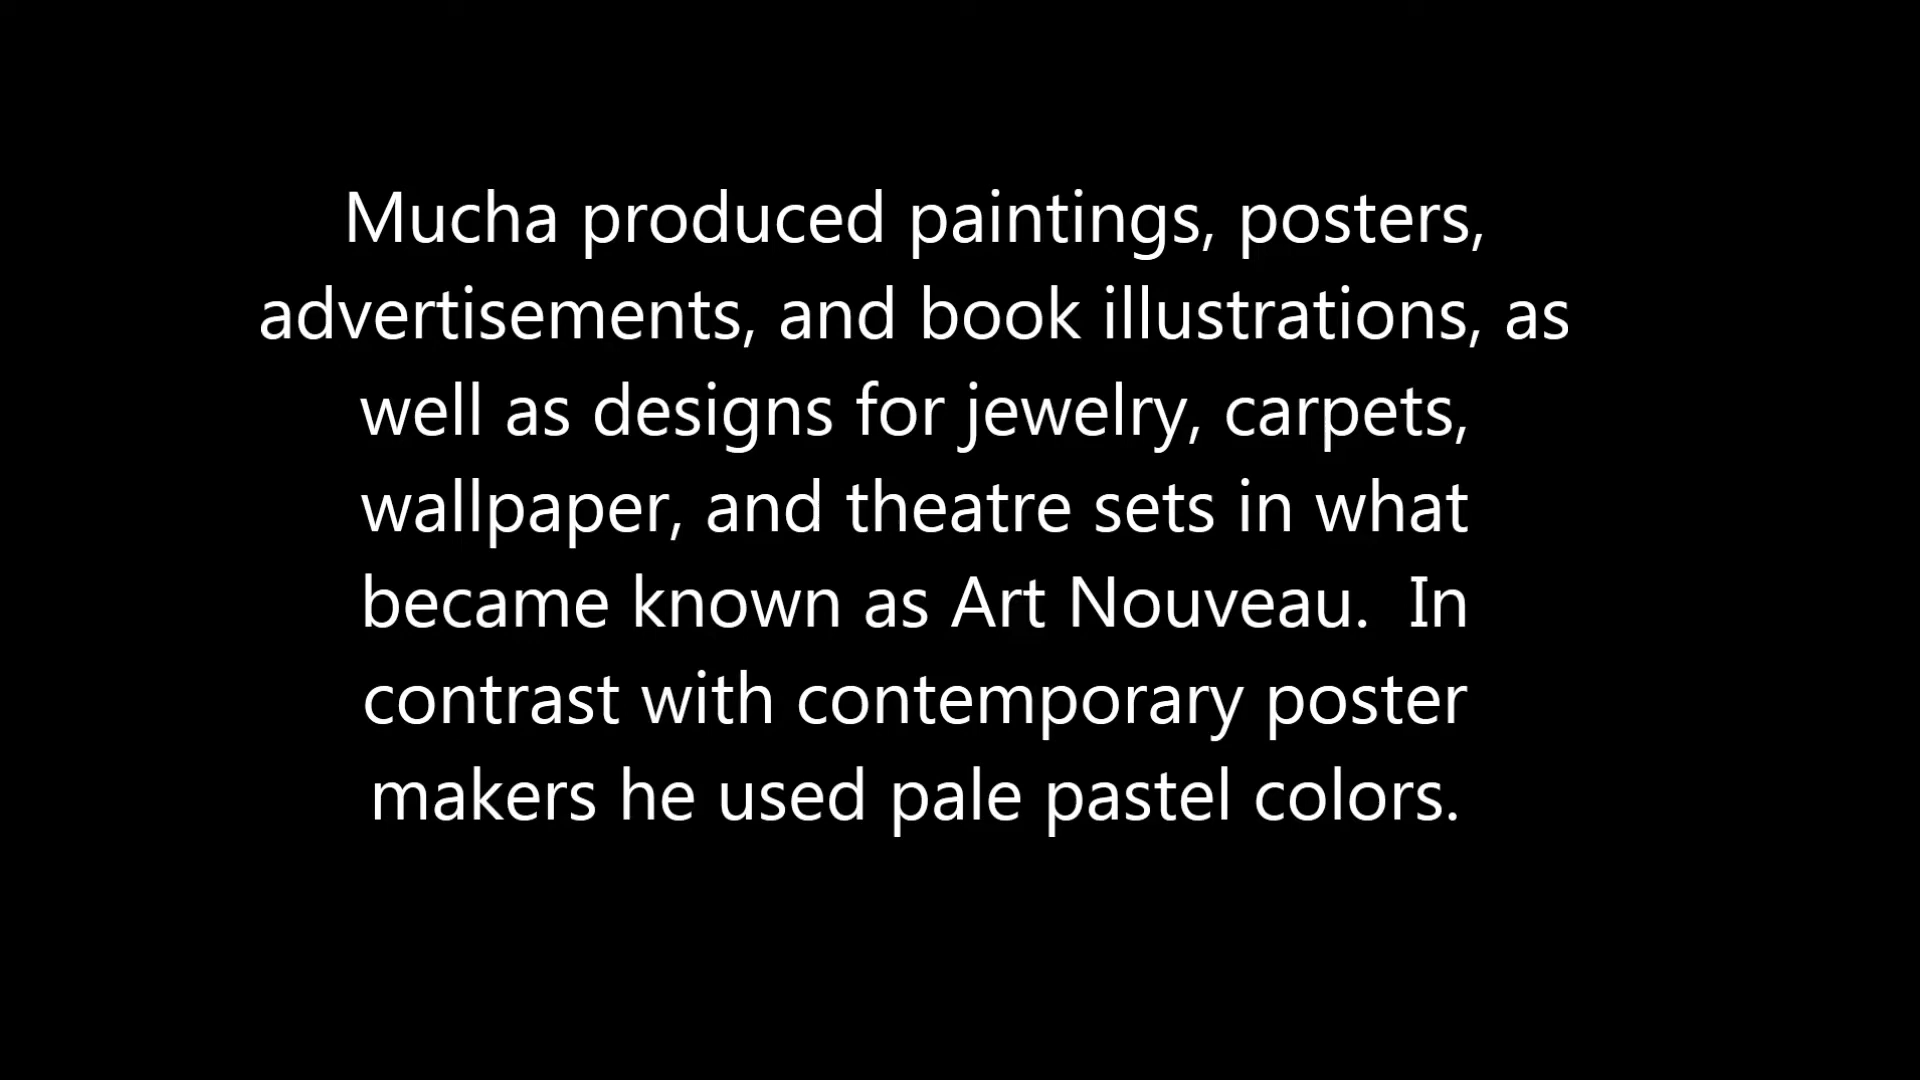 Mucha produced paintings, posters,
advertisements, and book illustrations, as
well as designs for jewelry, carpets,
wallpaper, and theatre sets in what
became known as Art Nouveau.  In
contrast with contemporary poster
makers he used pale pastel colors.